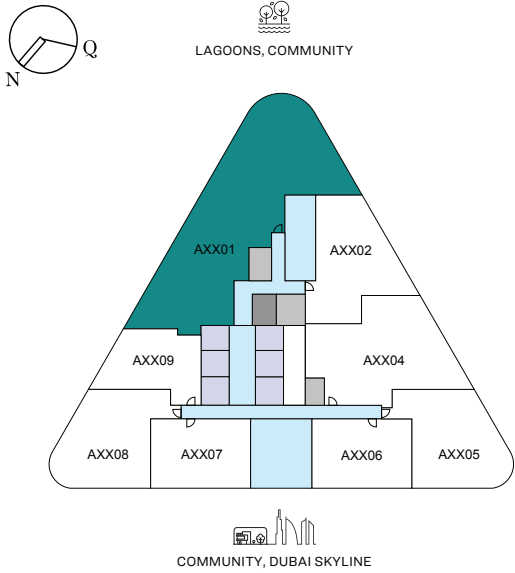 Q
N
LAGOONS, COMMUNITY
AXX01
AXX02
AXX09
AXX04
AXX08
AXX07
AXX06
AXX05
COMMUNITY, DUBAI SKYLINE